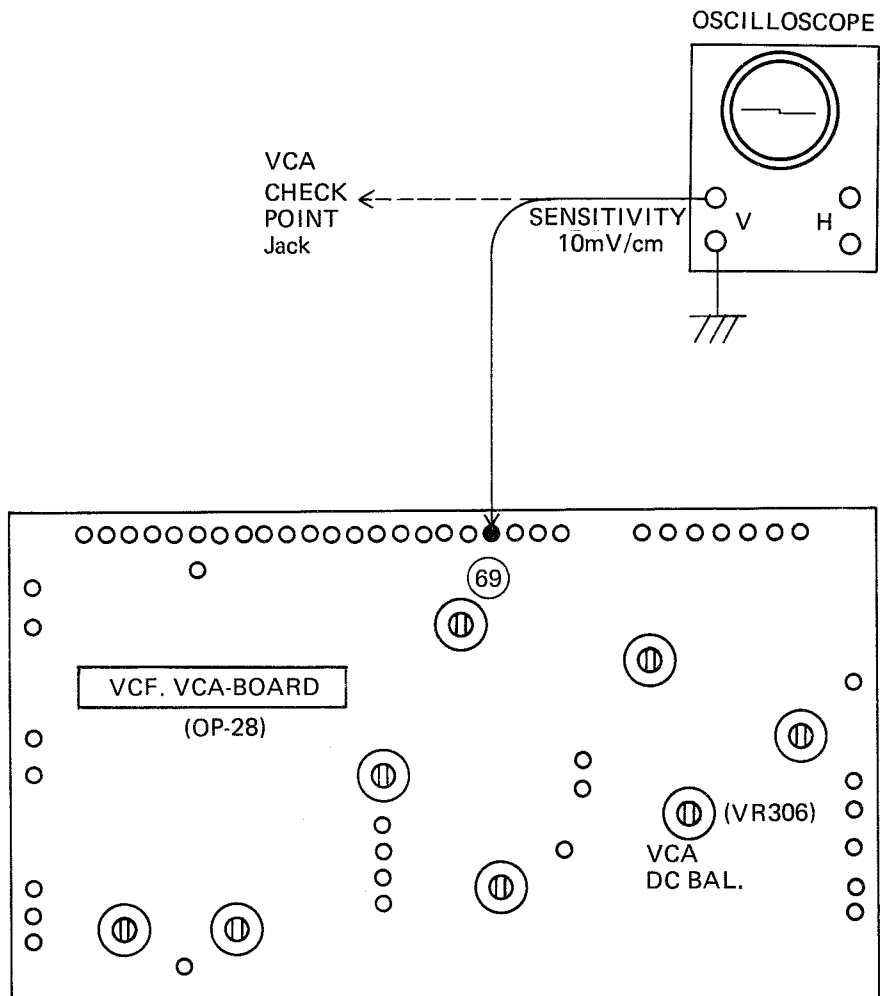 OSCILLOSCOPE
VCA
CHECK
POINT
Jack
SENSITIVITY
10mV/cm
V
H
69
VCF. VCA-BOARD
(OP-28)
(VR306)
VCA
DC BAL.